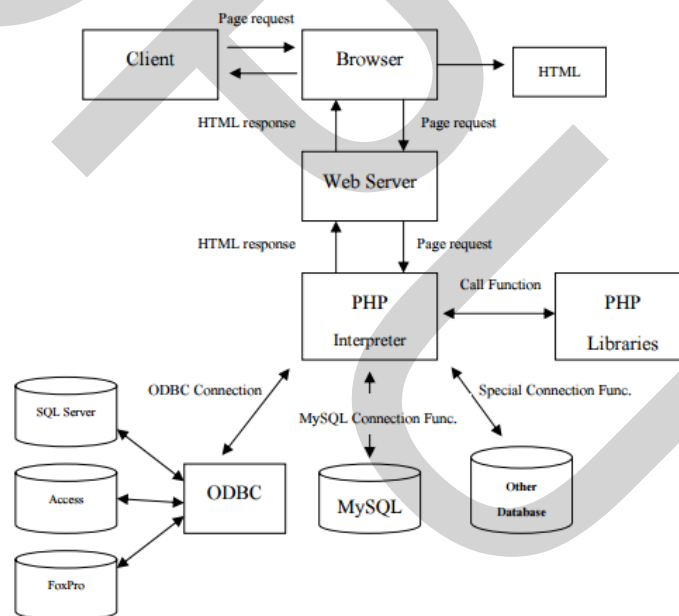 Page request
Client
Browser
HTML
HTML response
Page request
Web Server
HTML response
Page request
Call Function
PHP
Interpreter
PHP
Libraries
ODBC Connection
Special Connection Func.
MySQL Connection Func.
SQL Server
Access
ODBC
MySQL
Other
Database
FoxPro